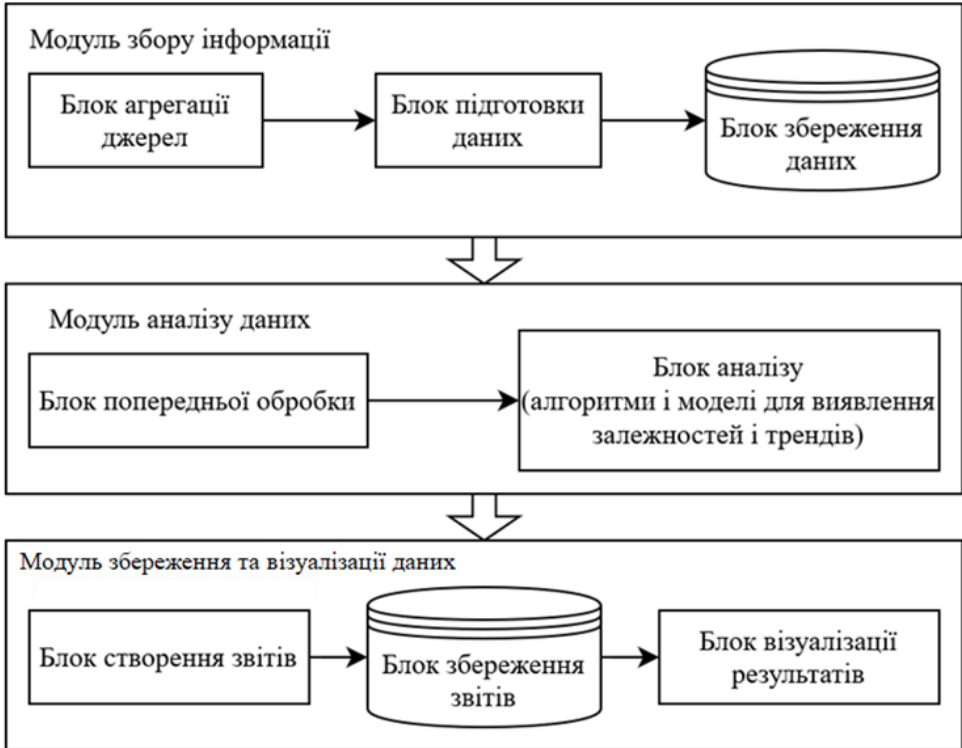 Модуль збору інформації
Блок агрегації
джерел
Блок підготовки
даних
Блок збереження
даних
Модуль аналізу даних
Блок попередньої обробки
Блок аналізу
(алгоритми і моделі для виявлення
залежностей і трендів)
Модуль збереження та візуалізації даних
Блок створення звітів
Блок збереження
звітів
Блок візуалізації
результатів